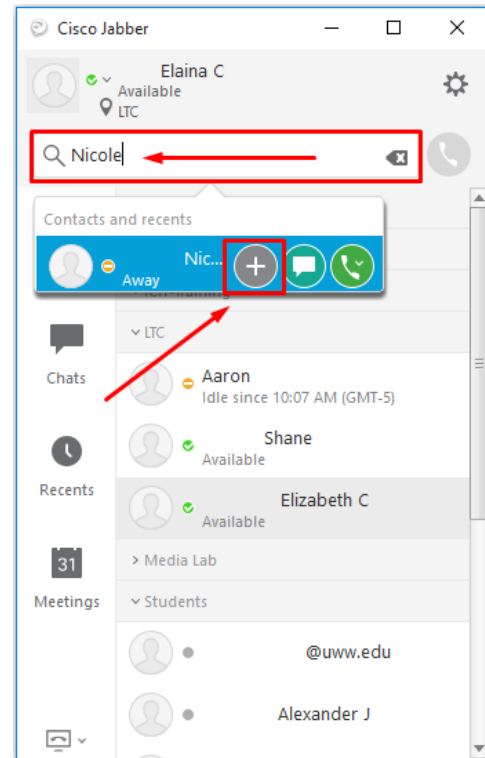 Cisco Jabber
Elaina C
Available
LTC
Nicole
Contacts and recents
Nic...
Away
LTC
Chats
Aaron
Idle since 10:07 AM (GMT-5)
Shane
Available
Recents
Elizabeth C
Available
31
Media Lab
Meetings
Students
@uww.edu
Alexander J